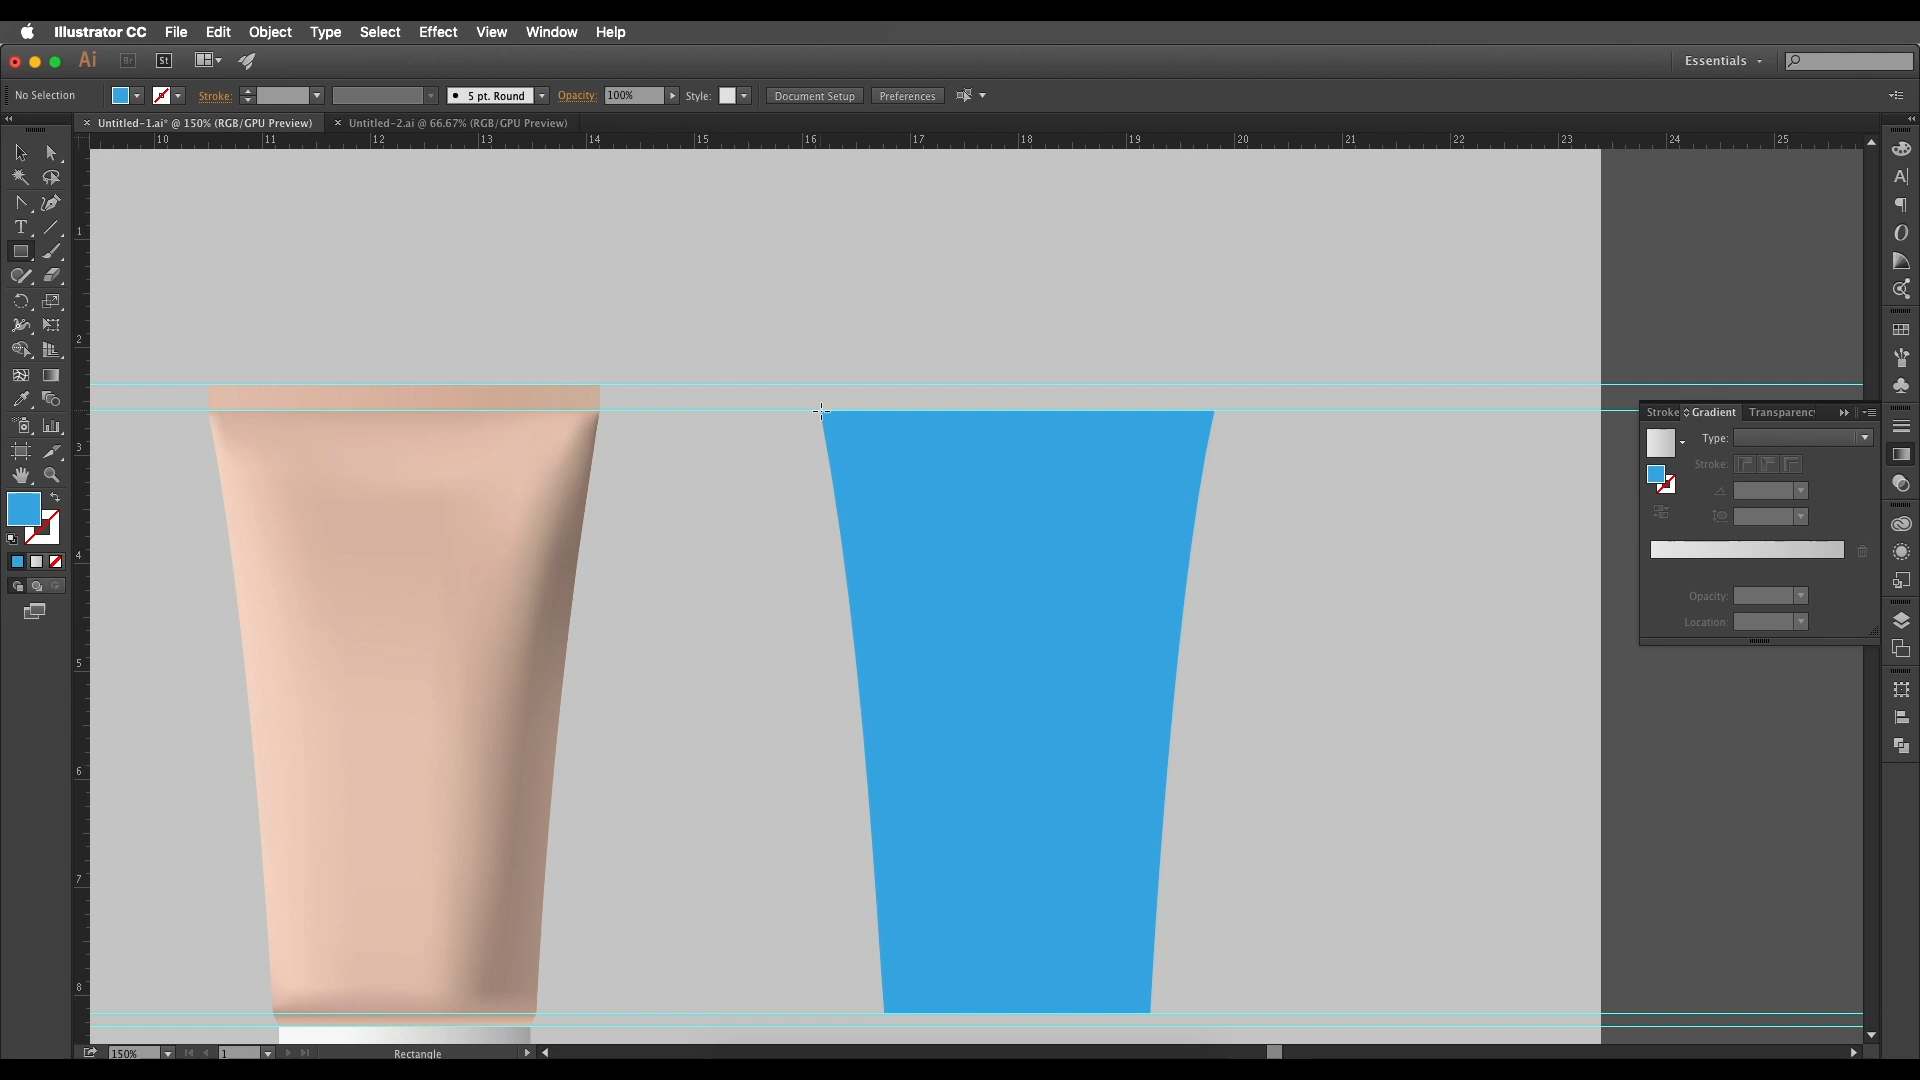 Illustrator CC File Edit Object Type Select Effect View Window Help
Ai Br St Essentials
No Selection Stroke: 5 pt. Round Opacity: 100% Style: Document Setup Preferences
× Untitled-1.ai* @ 150% (RGB/GPU Preview) × Untitled-2.ai @ 66.67% (RGB/GPU Preview)
10 11 12 13 14 15 16 17 18 19 20 21 22 23 24 25
1
2
3
4
5
6
7
8
Stroke Gradient Transparency
Type:
Stroke:
Opacity:
Location:
150% 1 Rectangle